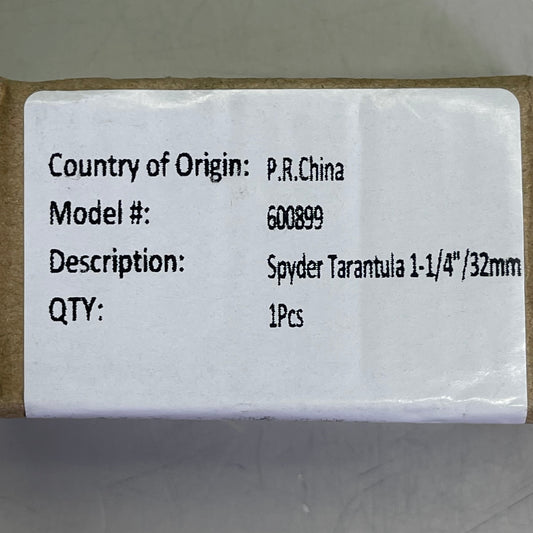 Country of Origin: P.R.China
Model #: 600899
Description: Spyder Tarantula 1-1/4"/32mm
QTY: 1Pcs